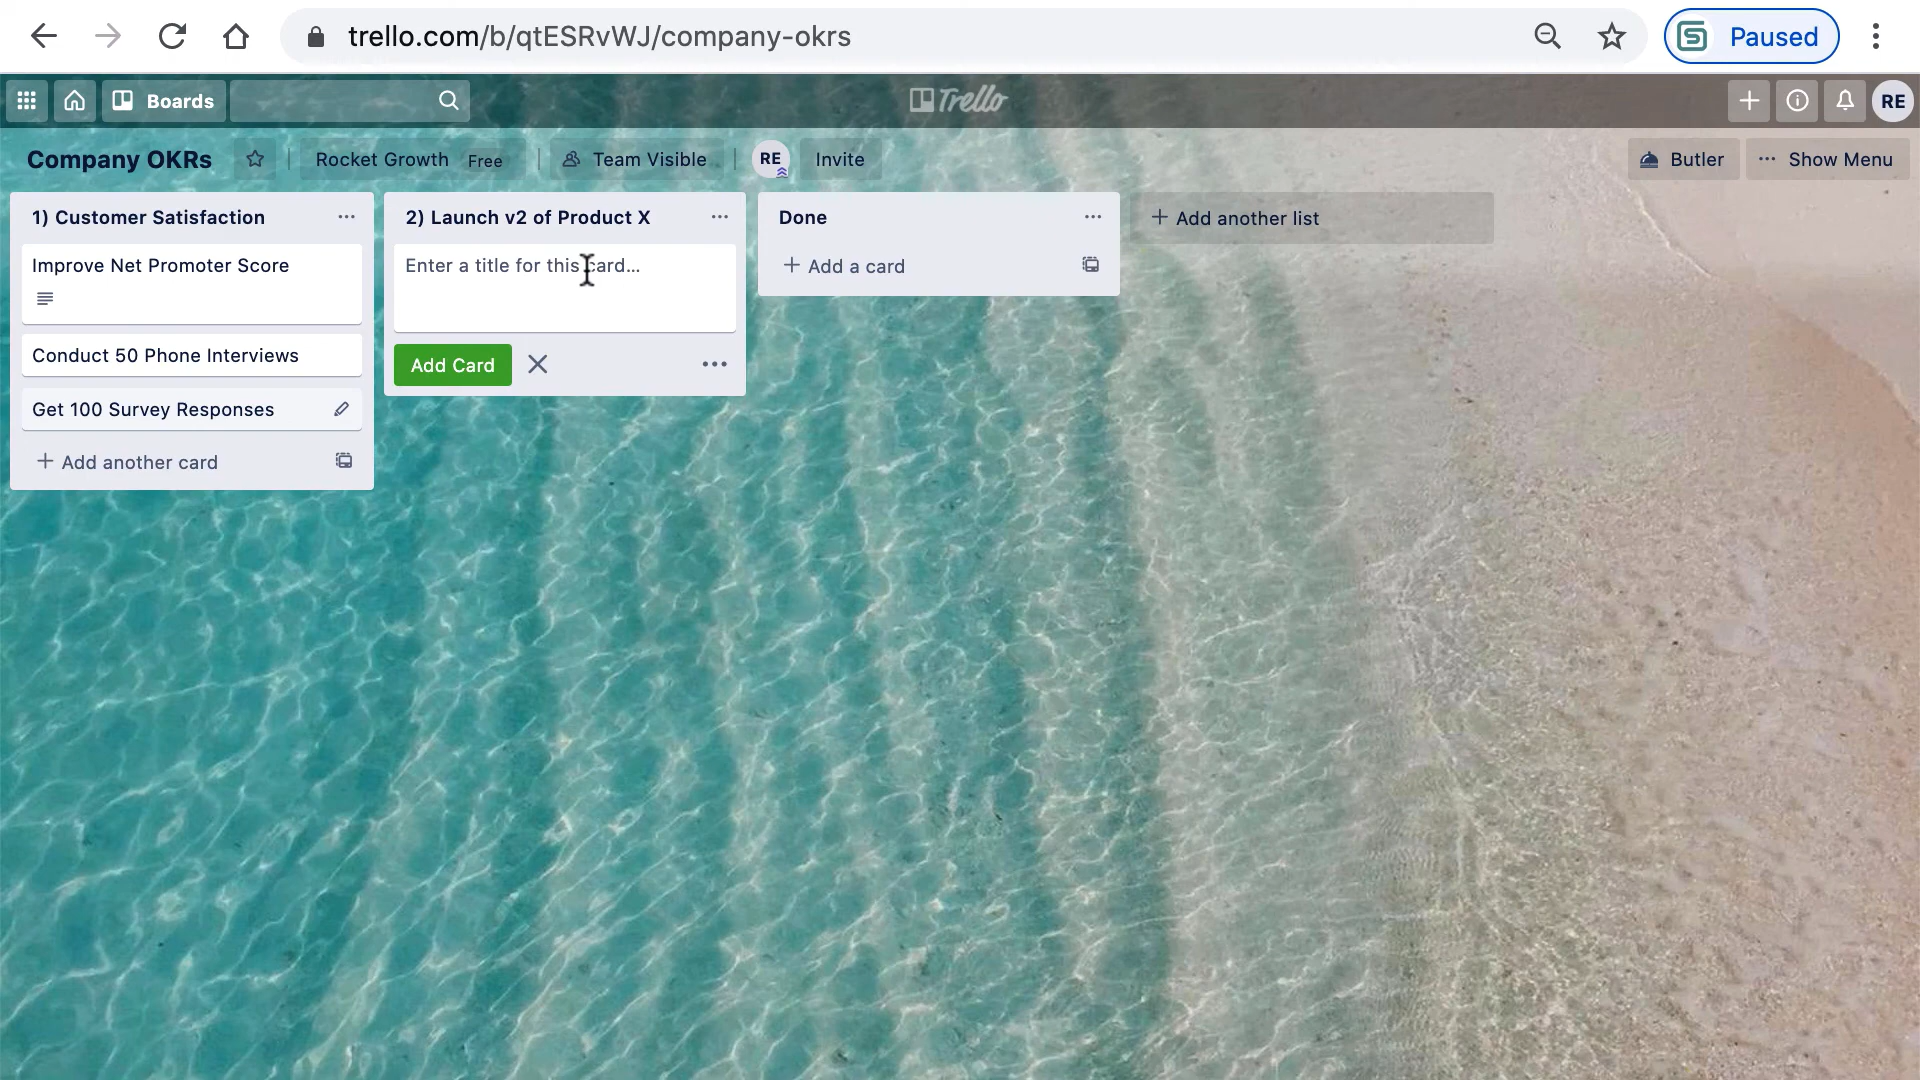 trello.com/b/qtESRvWJ/company-okrs
Paused
Boards
Trello
RE
Company OKRs
Rocket Growth Free
Team Visible
RE
Invite
Butler
Show Menu
1) Customer Satisfaction
Improve Net Promoter Score
Conduct 50 Phone Interviews
Get 100 Survey Responses
Add another card
2) Launch v2 of Product X
Enter a title for this card...
Add Card
Done
Add a card
Add another list